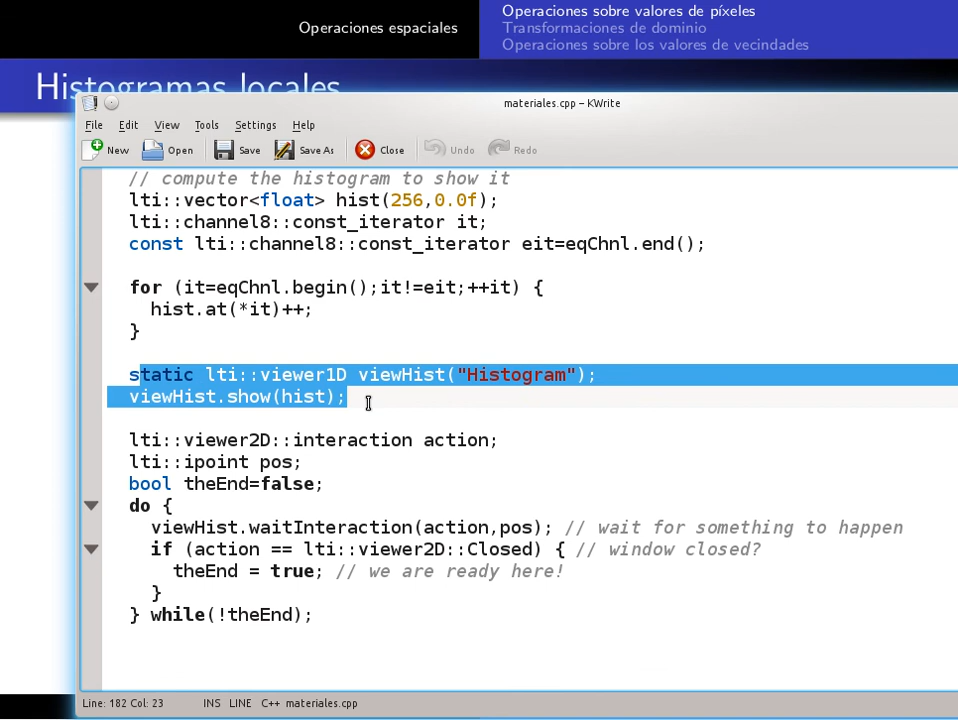 Operaciones espaciales
Operaciones sobre valores de píxeles
Transformaciones de dominio
Operaciones sobre los valores de vecindades
Histogramas locales
materiales.cpp – KWrite
File Edit View Tools Settings Help
New Open Save Save As Close Undo Redo
// compute the histogram to show it
lti::vector<float> hist(256,0.0f);
lti::channel8::const_iterator it;
const lti::channel8::const_iterator eit=eqChnl.end();
for (it=eqChnl.begin();it!=eit;++it) {
hist.at(*it)++;
}
static lti::viewer1D viewHist("Histogram");
viewHist.show(hist);
lti::viewer2D::interaction action;
lti::ipoint pos;
bool theEnd=false;
do {
viewHist.waitInteraction(action,pos); // wait for something to happen
if (action == lti::viewer2D::Closed) { // window closed?
theEnd = true; // we are ready here!
}
} while(!theEnd);
Line: 182 Col: 23 INS LINE C++ materiales.cpp